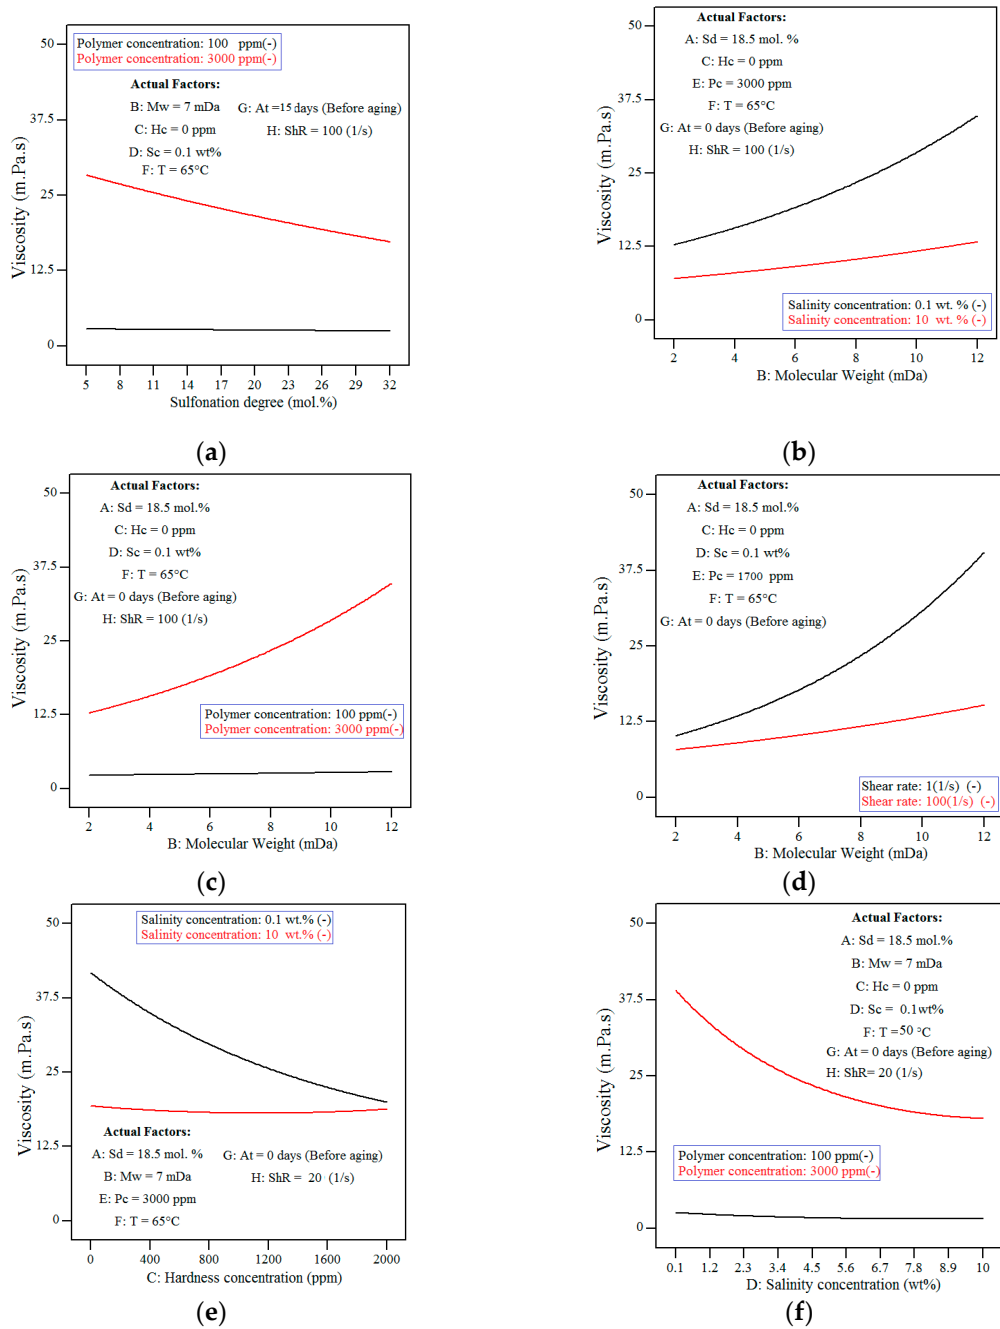 Polymer concentration: 100 ppm(-)
Polymer concentration: 3000 ppm(-)
Actual Factors:
B: Mw = 7 mDa
C: Hc = 0 ppm
D: Sc = 0.1 wt%
F: T = 65°C
G: At =15 days (Before aging)
H: ShR = 100 (1/s)
Viscosity (m.Pa.s)
50
37.5
25
12.5
0
5 8 11 14 17 20 23 26 29 32
Sulfonation degree (mol.%)
(a)
Actual Factors:
A: Sd = 18.5 mol. %
C: Hc = 0 ppm
E: Pc = 3000 ppm
F: T = 65°C
G: At = 0 days (Before aging)
H: ShR = 100 (1/s)
Salinity concentration: 0.1 wt. % (-)
Salinity concentration: 10 wt. % (-)
Viscosity (m.Pa.s)
50
37.5
25
12.5
0
2 4 6 8 10 12
B: Molecular Weight (mDa)
(b)
Actual Factors:
A: Sd = 18.5 mol.%
C: Hc = 0 ppm
D: Sc = 0.1 wt%
F: T = 65°C
G: At = 0 days (Before aging)
H: ShR = 100 (1/s)
Polymer concentration: 100 ppm(-)
Polymer concentration: 3000 ppm(-)
Viscosity (m.Pa.s)
50
37.5
25
12.5
0
2 4 6 8 10 12
B: Molecular Weight (mDa)
(c)
Actual Factors:
A: Sd = 18.5 mol.%
C: Hc = 0 ppm
D: Sc = 0.1 wt%
E: Pc = 1700 ppm
F: T = 65°C
G: At = 0 days (Before aging)
Shear rate: 1(1/s) (-)
Shear rate: 100(1/s) (-)
Viscosity (m.Pa.s)
50
37.5
25
12.5
0
2 4 6 8 10 12
B: Molecular Weight (mDa)
(d)
Salinity concentration: 0.1 wt.% (-)
Salinity concentration: 10 wt.% (-)
Actual Factors:
A: Sd = 18.5 mol. %
B: Mw = 7 mDa
E: Pc = 3000 ppm
F: T = 65°C
G: At = 0 days (Before aging)
H: ShR = 20 (1/s)
Viscosity (m.Pa.s)
50
37.5
25
12.5
0
0 400 800 1200 1600 2000
C: Hardness concentration (ppm)
(e)
Actual Factors:
A: Sd = 18.5 mol.%
B: Mw = 7 mDa
C: Hc = 0 ppm
D: Sc = 0.1wt%
F: T =50 °C
G: At = 0 days (Before aging)
H: ShR= 20 (1/s)
Polymer concentration: 100 ppm(-)
Polymer concentration: 3000 ppm(-)
Viscosity (m.Pa.s)
50
37.5
25
12.5
0
0.1 1.2 2.3 3.4 4.5 5.6 6.7 7.8 8.9 10
D: Salinity concentration (wt%)
(f)